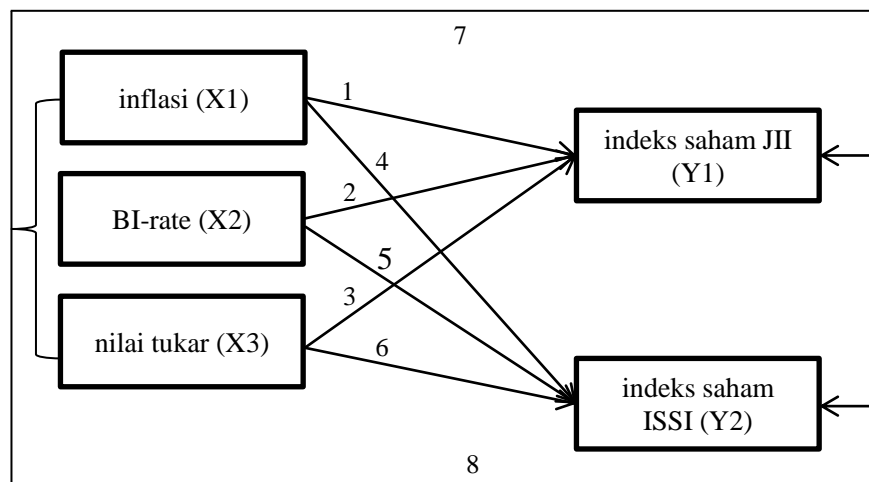 7
inflasi (X1)
1
indeks saham JII
(Y1)
4
BI-rate (X2)
2
5
3
nilai tukar (X3)
6
indeks saham
ISSI (Y2)
8